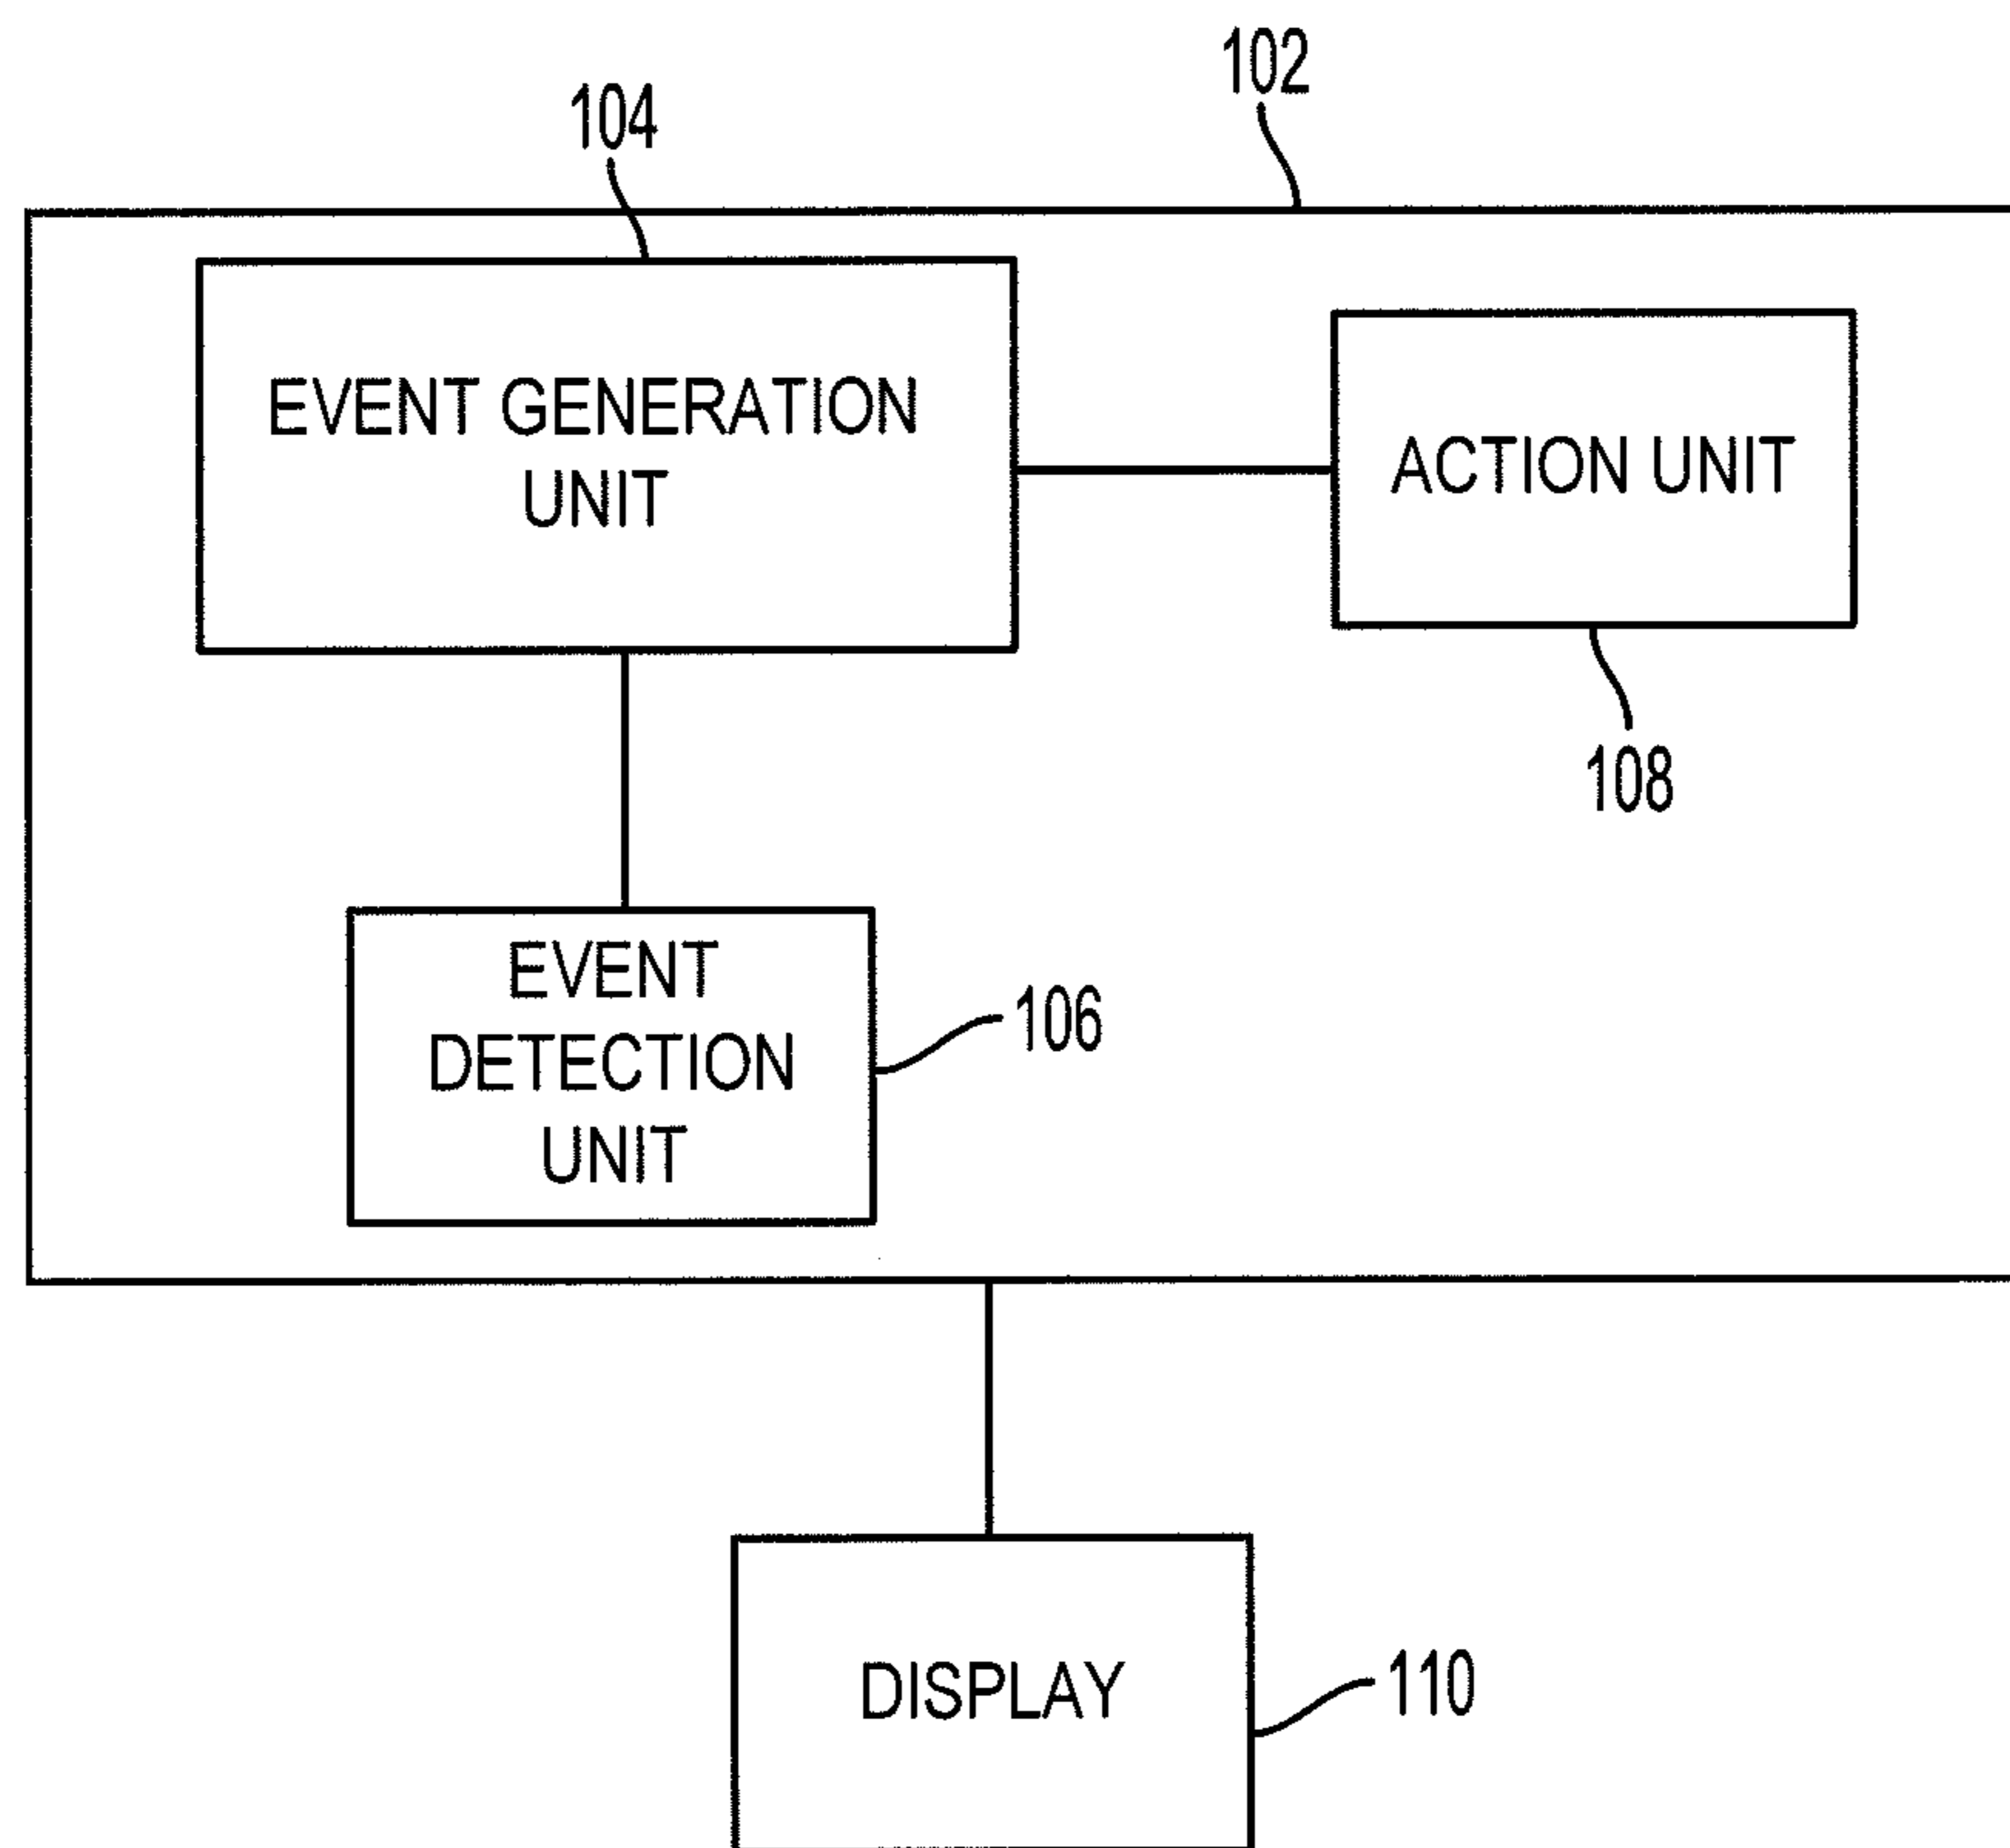 102
104
EVENT GENERATION
UNIT
ACTION UNIT
108
EVENT
DETECTION
UNIT
106
DISPLAY
110